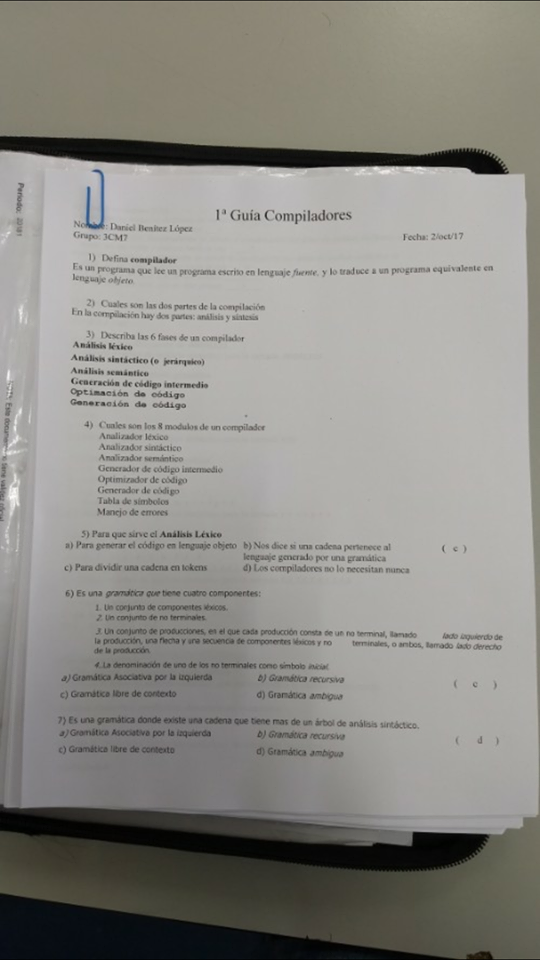 1ª Guía Compiladores
Nombre: Daniel Benítez López
Grupo: 3CM7
Fecha: 2/oct/17
1) Defina compilador
Es un programa que lee un programa escrito en lenguaje fuente, y lo traduce a un programa equivalente en
lenguaje objeto.
2) Cuales son las dos partes de la compilación
En la compilación hay dos partes: análisis y síntesis
3) Describa las 6 fases de un compilador
Análisis léxico
Análisis sintáctico (o jerárquico)
Análisis semántico
Generación de código intermedio
Optimación de código
Generación de código
4) Cuales son los 8 modulos de un compilador
Analizador léxico
Analizador sintáctico
Analizador semántico
Generador de código intermedio
Optimizador de código
Generador de código
Tabla de símbolos
Manejo de errores
5) Para que sirve el Análisis Léxico
a) Para generar el código en lenguaje objeto b) Nos dice si una cadena pertenece al ( c )
lenguaje generado por una gramática
c) Para dividir una cadena en tokens d) Los compiladores no lo necesitan nunca
6) Es una gramática que tiene cuatro componentes:
1. Un conjunto de componentes léxicos.
2. Un conjunto de no terminales.
3. Un conjunto de producciones, en el que cada producción consta de un no terminal, llamado lado izquierdo de
la producción, una flecha y una secuencia de componentes léxicos y no terminales, o ambos, llamado lado derecho
de la producción.
4. La denominación de uno de los no terminales como símbolo inicial.
a) Gramática Asociativa por la izquierda b) Gramática recursiva ( c )
c) Gramática libre de contexto d) Gramática ambigua
7) Es una gramática donde existe una cadena que tiene mas de un árbol de análisis sintáctico.
a) Gramática Asociativa por la izquierda b) Gramática recursiva ( d )
c) Gramática libre de contexto d) Gramática ambigua
Periodo: